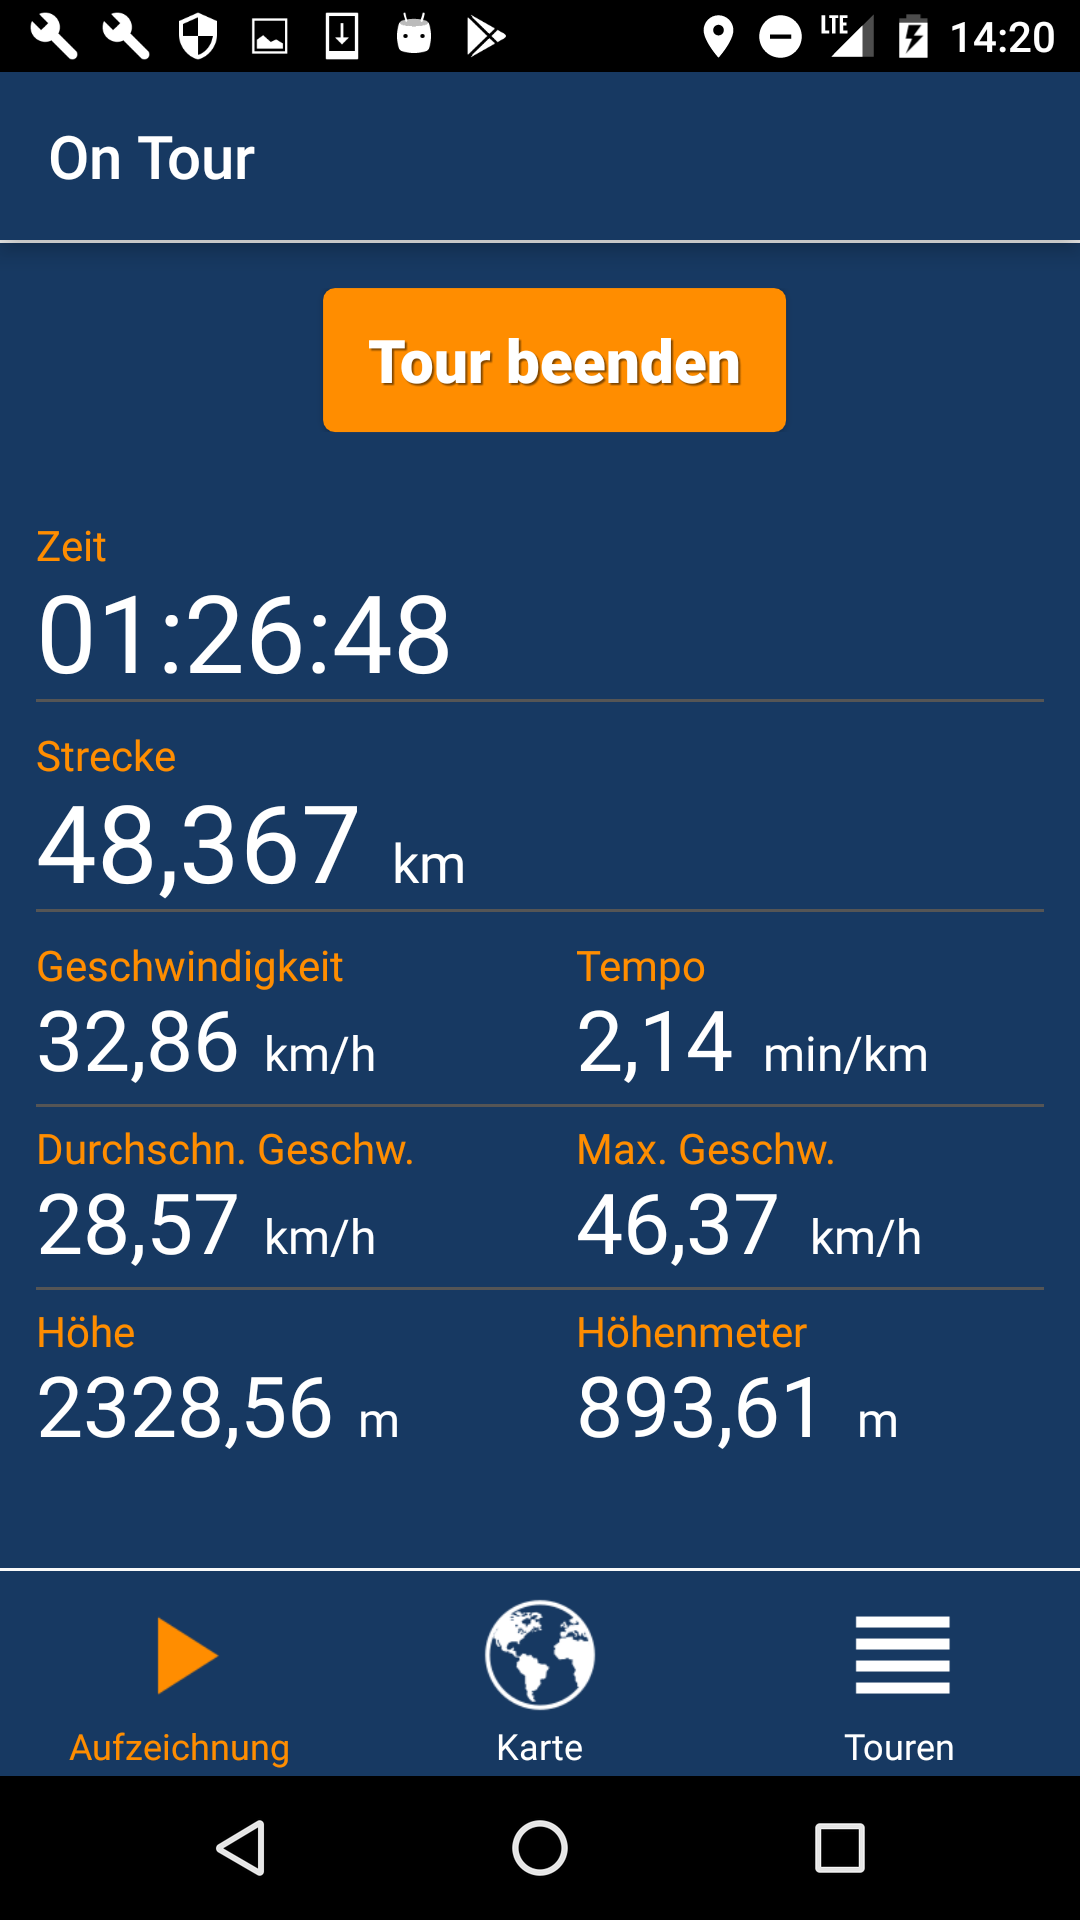 LTE 14:20
On Tour
Tour beenden
Zeit
01:26:48
Strecke
48,367 km
Geschwindigkeit Tempo
32,86 km/h 2,14 min/km
Durchschn. Geschw. Max. Geschw.
28,57 km/h 46,37 km/h
Höhe Höhenmeter
2328,56 m 893,61 m
Aufzeichnung Karte Touren